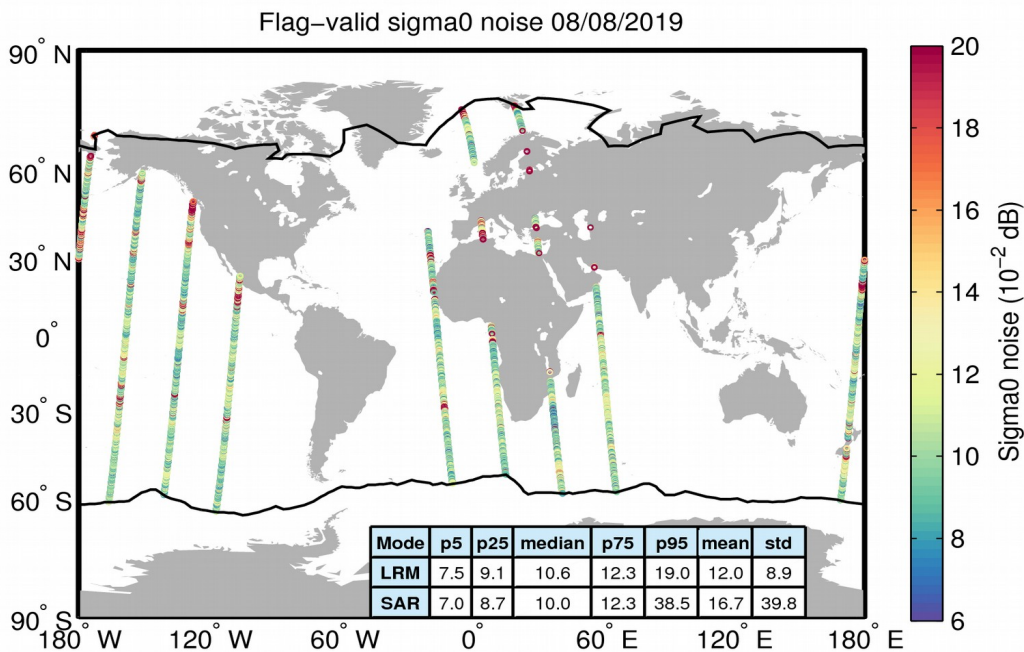 Flag−valid sigma0 noise 08/08/2019
90° N
60° N
30° N
0°
30° S
60° S
90° S
180° W
120° W
60° W
0°
60° E
120° E
180° E
Mode p5 p25 median p75 p95 mean std
LRM 7.5 9.1 10.6 12.3 19.0 12.0 8.9
SAR 7.0 8.7 10.0 12.3 38.5 16.7 39.8
20
18
16
14
12
10
8
6
Sigma0 noise (10⁻² dB)